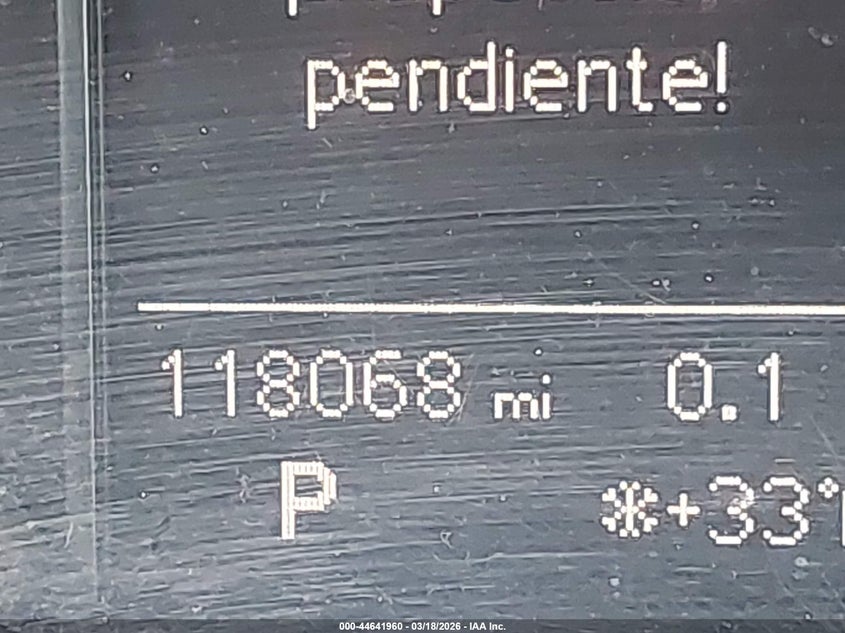 pendiente!
118068 mi 0.1
P *+33°
000-44641960 - 03/18/2026 - IAA Inc.